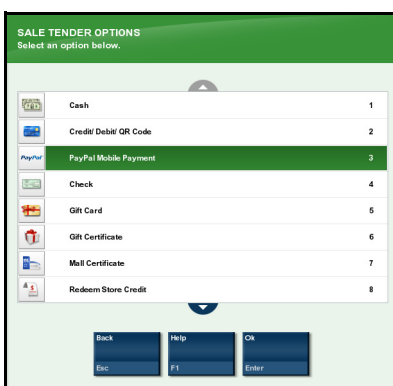 SALE TENDER OPTIONS
Select an option below.
Cash 1
Credit/ Debit/ QR Code 2
PayPal PayPal Mobile Payment 3
Check 4
Gift Card 5
Gift Certificate 6
Mall Certificate 7
Redeem Store Credit 8
Back Help Ok
Esc F1 Enter